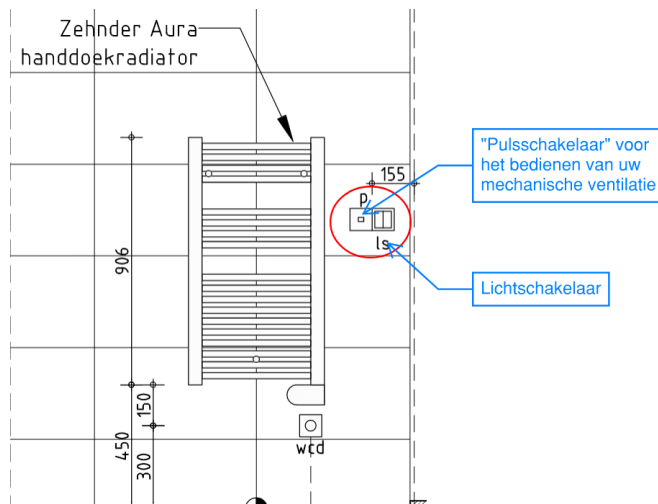 Zehnder Aura
handdoekradiator
"Pulsschakelaar" voor
het bedienen van uw
mechanische ventilatie
155
p
ls
906
Lichtschakelaar
150
450
300
wcd